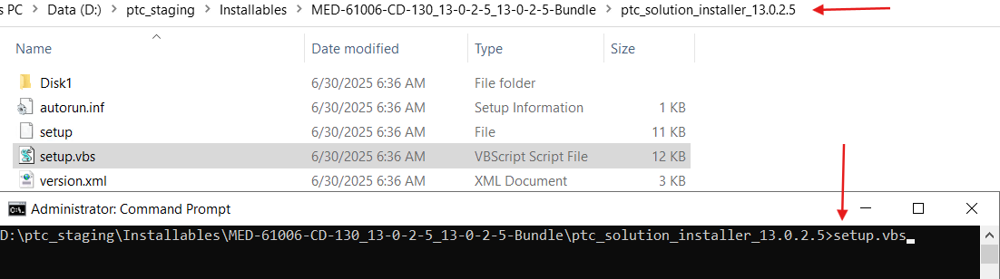 s PC > Data (D:) > ptc_staging > Installables > MED-61006-CD-130_13-0-2-5_13-0-2-5-Bundle > ptc_solution_installer_13.0.2.5
Name Date modified Type Size
Disk1 6/30/2025 6:36 AM File folder
autorun.inf 6/30/2025 6:36 AM Setup Information 1 KB
setup 6/30/2025 6:36 AM File 11 KB
setup.vbs 6/30/2025 6:36 AM VBScript Script File 12 KB
version.xml 6/30/2025 6:36 AM XML Document 3 KB
Administrator: Command Prompt
D:\ptc_staging\Installables\MED-61006-CD-130_13-0-2-5_13-0-2-5-Bundle\ptc_solution_installer_13.0.2.5>setup.vbs